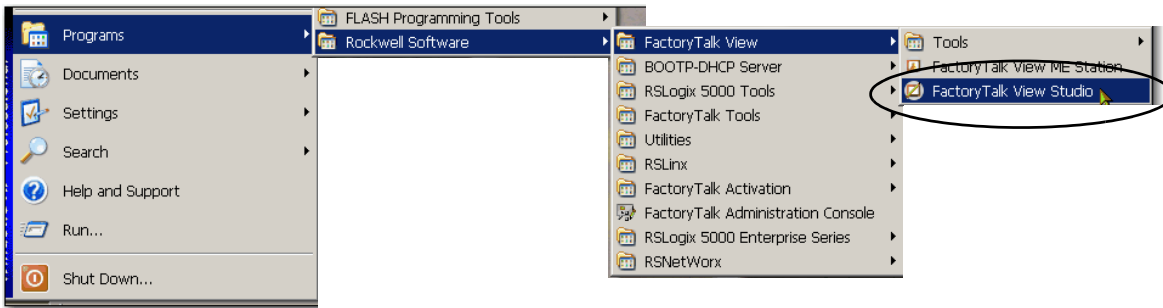 Programs
Documents
Settings
Search
Help and Support
Run...
Shut Down...
FLASH Programming Tools
Rockwell Software
FactoryTalk View
BOOTP-DHCP Server
RSLogix 5000 Tools
FactoryTalk Tools
Utilities
RSLinx
FactoryTalk Activation
FactoryTalk Administration Console
RSLogix 5000 Enterprise Series
RSNetWorx
Tools
FactoryTalk View ME Station
FactoryTalk View Studio